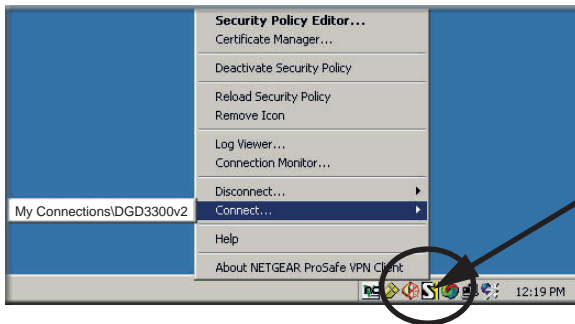 Security Policy Editor...
Certificate Manager...
Deactivate Security Policy
Reload Security Policy
Remove Icon
Log Viewer...
Connection Monitor...
Disconnect...
My Connections\DGD3300v2
Connect...
Help
About NETGEAR ProSafe VPN Client
12:19 PM